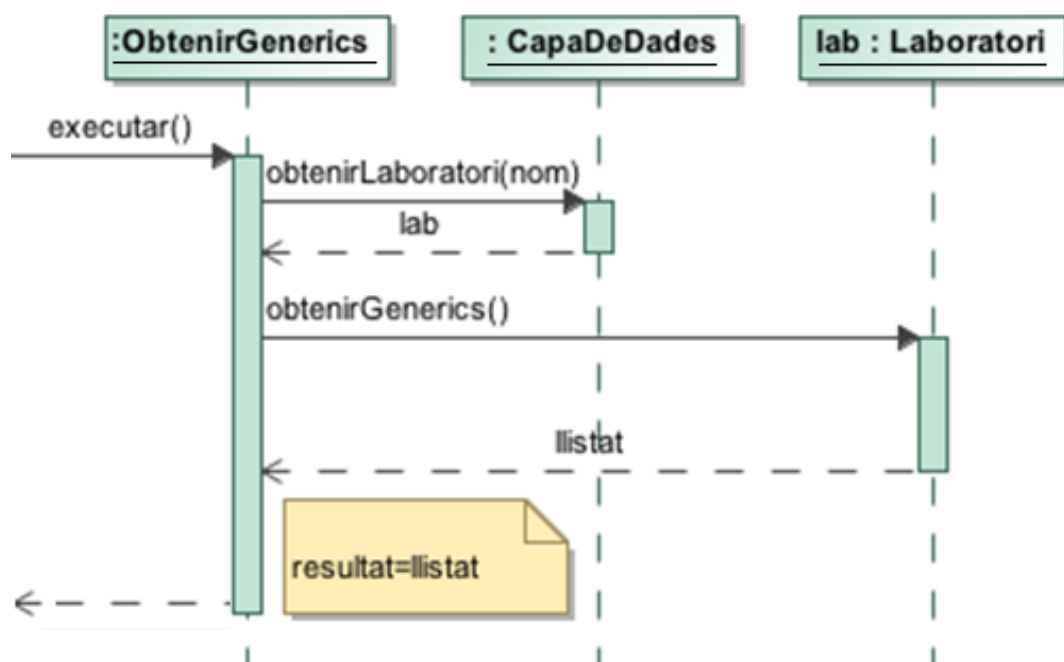 :ObtenirGenerics
: CapaDeDades
lab : Laboratori
executar()
obtenirLaboratori(nom)
lab
obtenirGenerics()
llistat
resultat=llistat